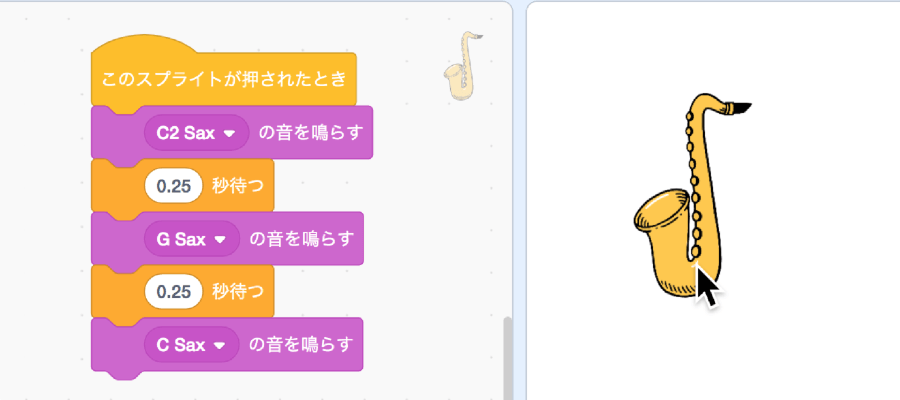 このスプライトが押されたとき
C2 Sax の音を鳴らす
0.25 秒待つ
G Sax の音を鳴らす
0.25 秒待つ
C Sax の音を鳴らす